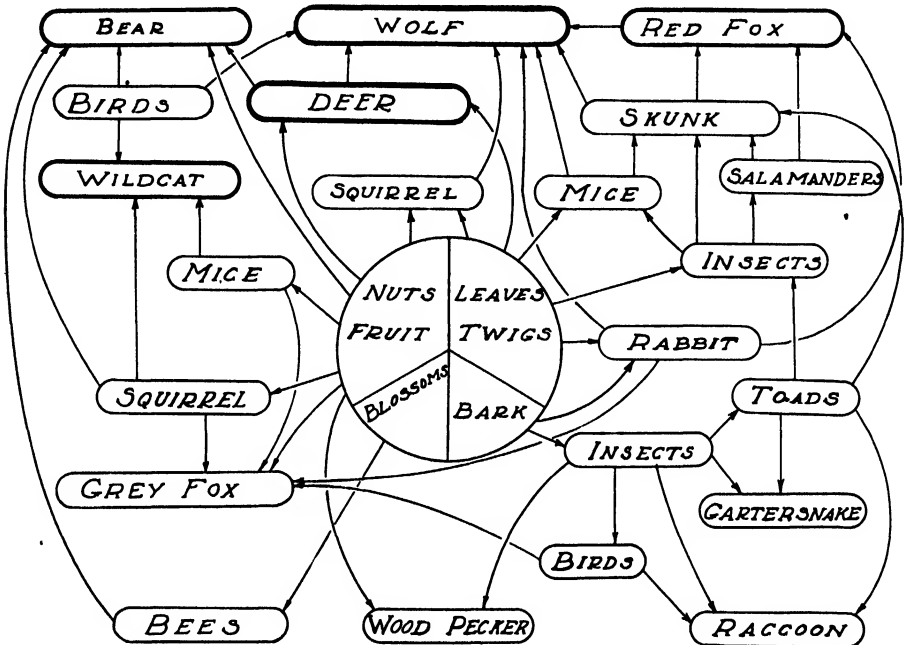 BEAR
WOLF
RED FOX
BIRDS
DEER
SKUNK
WILDCAT
SQUIRREL
MICE
SALAMANDERS
MICE
INSECTS
NUTS
LEAVES
FRUIT
TWIGS
RABBIT
BLOSSOMS
BARK
SQUIRREL
TOADS
INSECTS
GREY FOX
GARTERSNAKE
BIRDS
BEES
WOOD PECKER
RACCOON